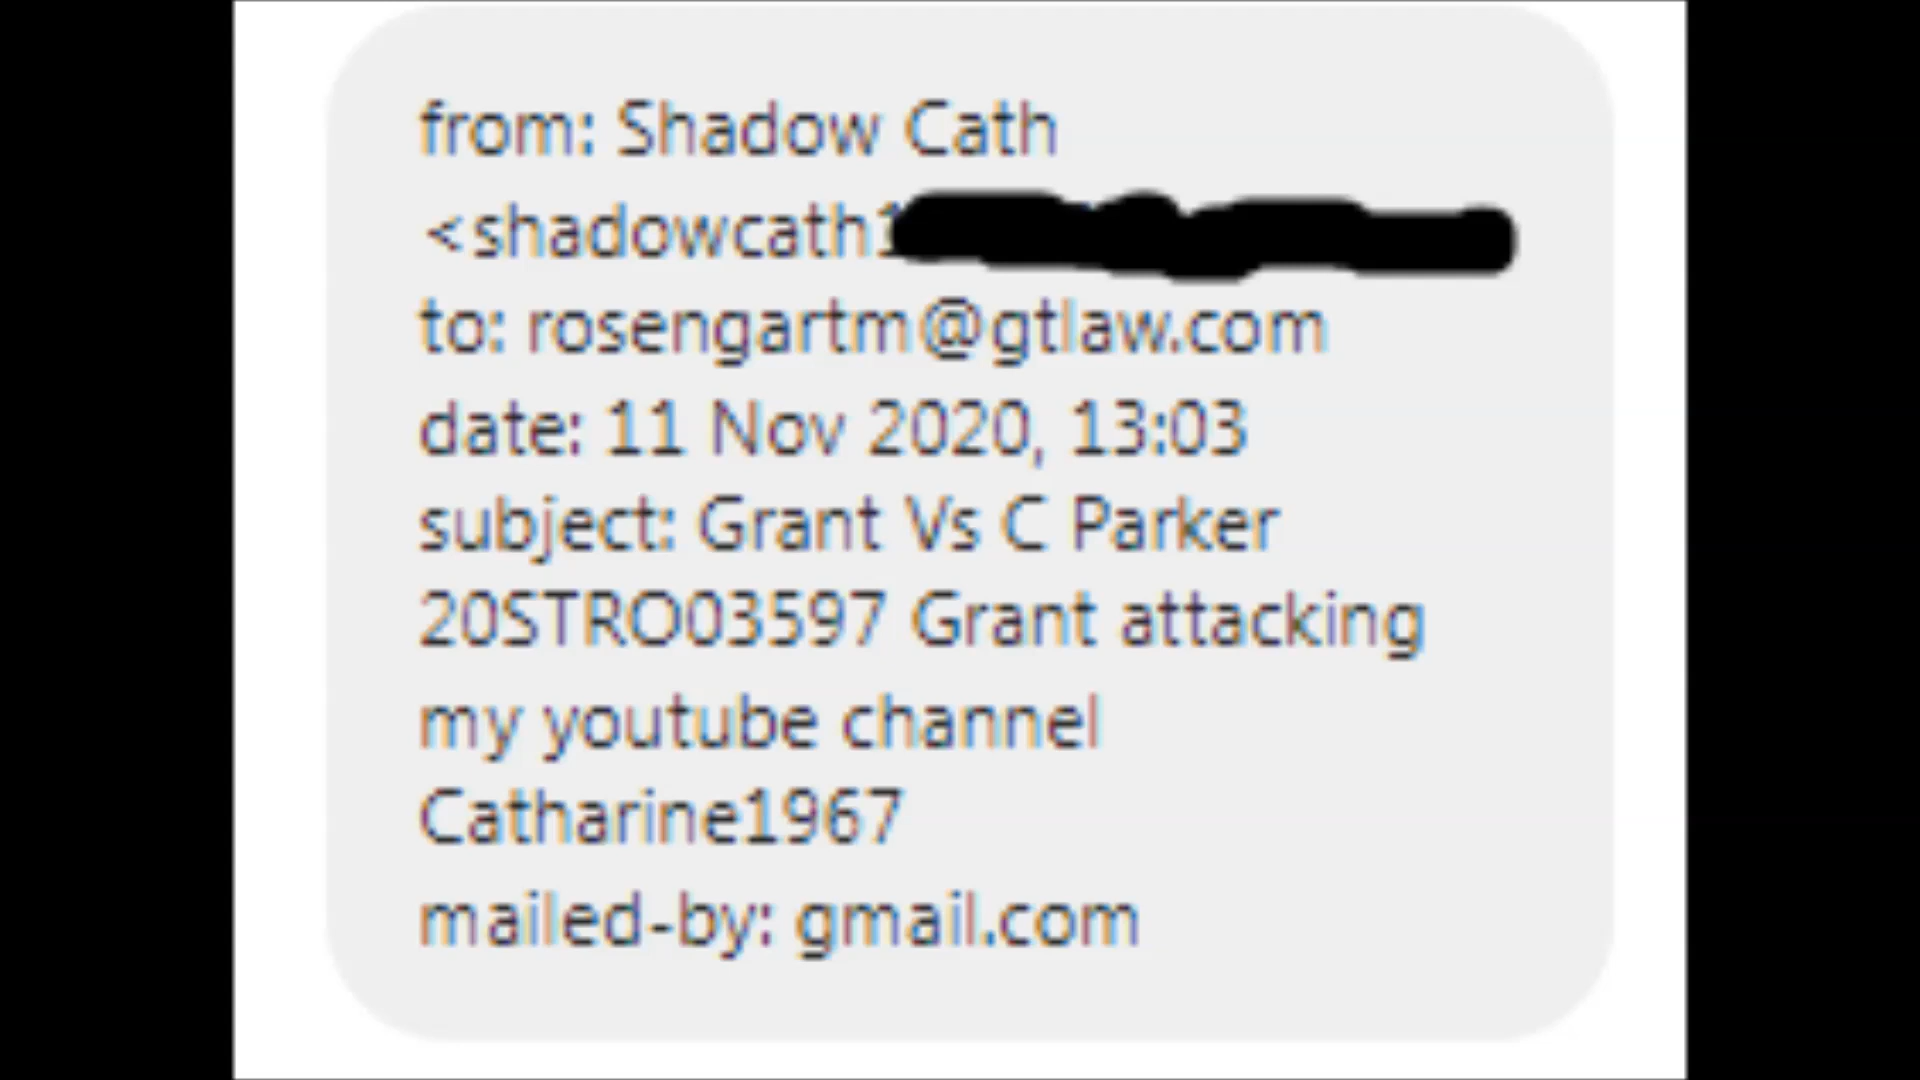 from: Shadow Cath
<shadowcath1
to: rosengartm@gtlaw.com
date: 11 Nov 2020, 13:03
subject: Grant Vs C Parker
20STRO03597 Grant attacking
my youtube channel
Catharine1967
mailed-by: gmail.com